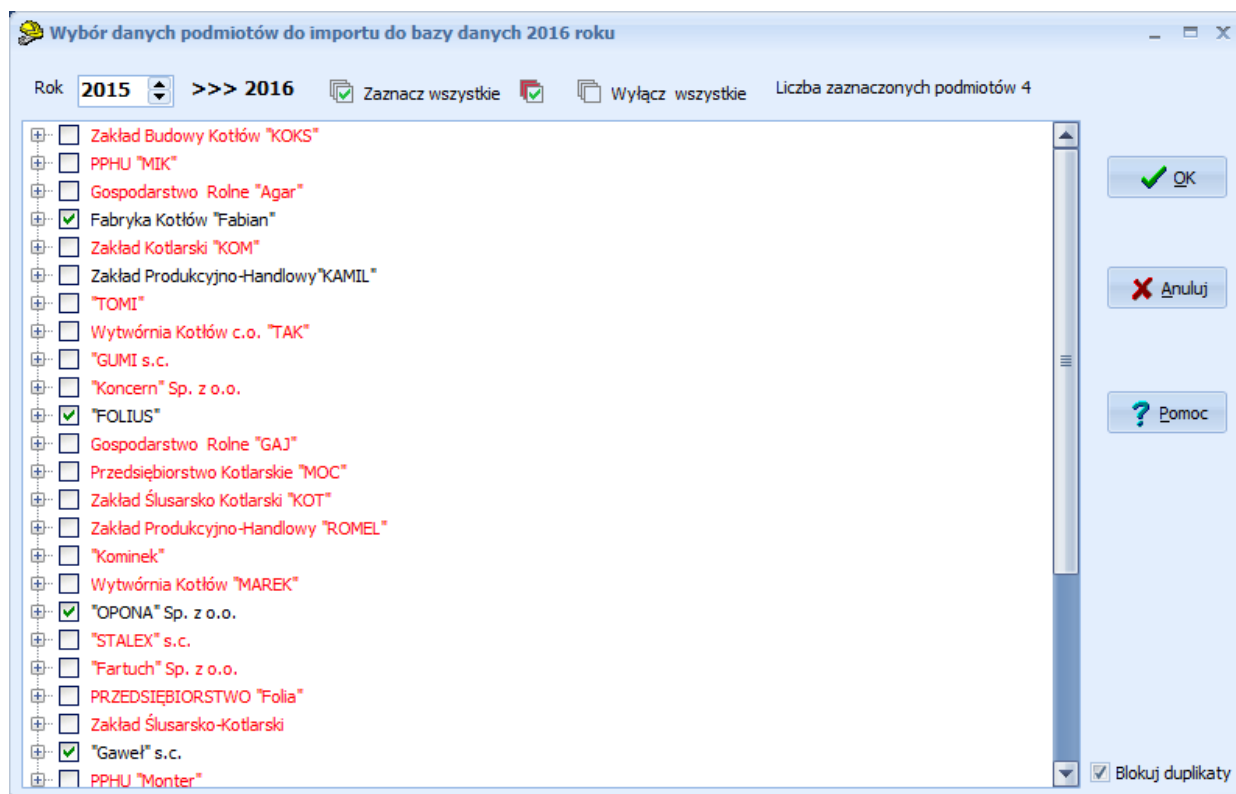 Wybór danych podmiotów do importu do bazy danych 2016 roku
Rok 2015 >>> 2016 Zaznacz wszystkie Wyłącz wszystkie Liczba zaznaczonych podmiotów 4
Zakład Budowy Kotłów "KOKS"
PPHU "MIK"
Gospodarstwo Rolne "Agar"
Fabryka Kotłów "Fabian"
Zakład Kotlarski "KOM"
Zakład Produkcyjno-Handlowy"KAMIL"
"TOMI"
Wytwórnia Kotłów c.o. "TAK"
"GUMI s.c.
"Koncern" Sp. z o.o.
"FOLIUS"
Gospodarstwo Rolne "GAJ"
Przedsiębiorstwo Kotlarskie "MOC"
Zakład Ślusarsko Kotlarski "KOT"
Zakład Produkcyjno-Handlowy "ROMEL"
"Kominek"
Wytwórnia Kotłów "MAREK"
"OPONA" Sp. z o.o.
"STALEX" s.c.
"Fartuch" Sp. z o.o.
PRZEDSIĘBIORSTWO "Folia"
Zakład Ślusarsko-Kotlarski
"Gaweł" s.c.
PPHU "Monter"
OK
Anuluj
Pomoc
Blokuj duplikaty